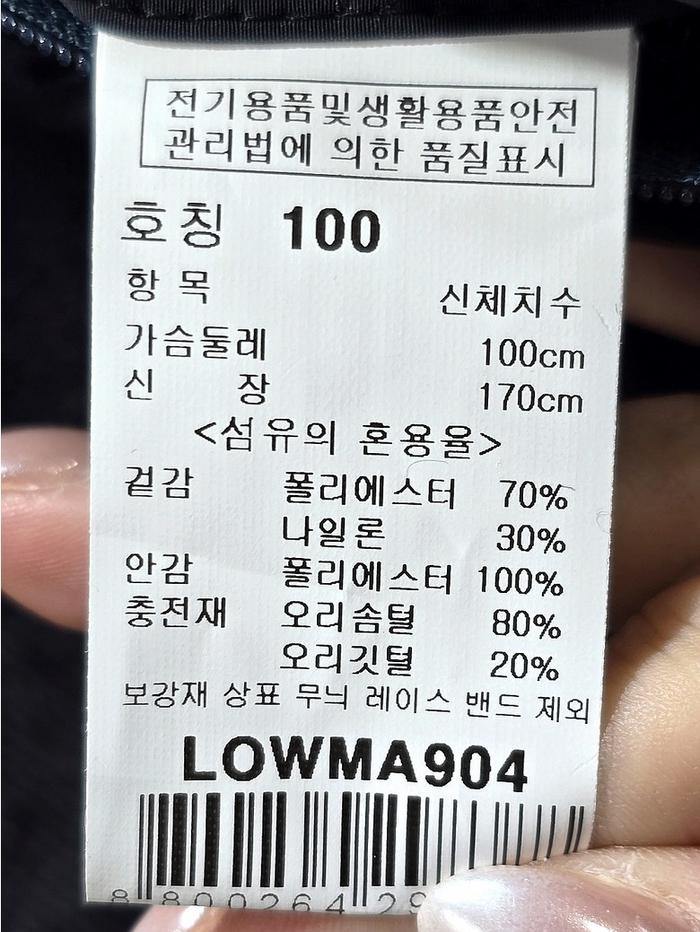 전기용품및생활용품안전
관리법에 의한 품질표시
호칭 100
항 목 신체치수
가슴둘레 100cm
신 장 170cm
<섬유의 혼용율>
겉감 폴리에스터 70%
나일론 30%
안감 폴리에스터 100%
충전재 오리솜털 80%
오리깃털 20%
보강재 상표 무늬 레이스 밴드 제외
LOWMA904
8 800264 29